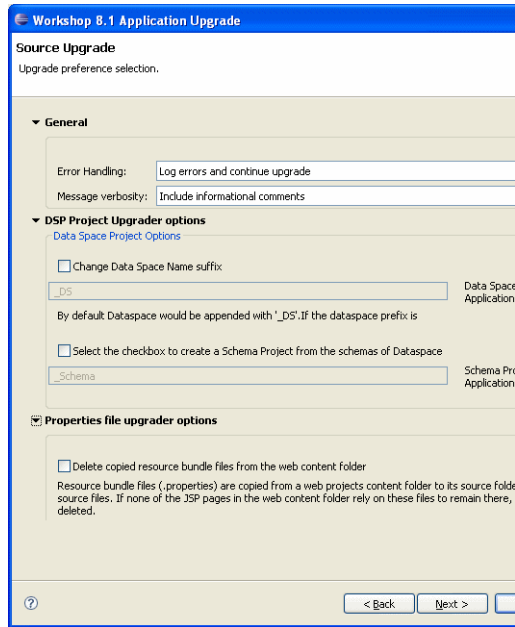 Workshop 8.1 Application Upgrade
Source Upgrade
Upgrade preference selection.
General
Error Handling: Log errors and continue upgrade
Message verbosity: Include informational comments
DSP Project Upgrader options
Data Space Project Options
Change Data Space Name suffix
_DS
Data Space
Application
By default Dataspace would be appended with '_DS'.If the dataspace prefix is
Select the checkbox to create a Schema Project from the schemas of Dataspace
_Schema
Schema Pro
Application
Properties file upgrader options
Delete copied resource bundle files from the web content folder
Resource bundle files (.properties) are copied from a web projects content folder to its source folde
source files. If none of the JSP pages in the web content folder rely on these files to remain there,
deleted.
?
< Back Next >